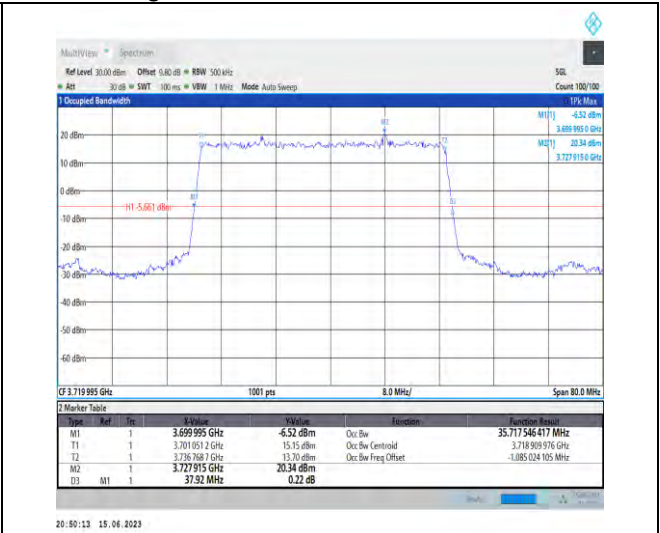 MultiView Spectrum
Ref Level 30.00 dBm Offset 9.80 dB RBW 500 kHz SGL
Att 30 dB SWT 100 ms VBW 1 MHz Mode Auto Sweep Count 100/100
1 Occupied Bandwidth 1Pk Max
M1[1] -6.52 dBm
3.699 995 0 GHz
M2[1] 20.34 dBm
3.727 915 0 GHz
M2
T2
20 dBm
10 dBm
0 dBm
M1
D3
H1 -5.661 dBm
-10 dBm
-20 dBm
-30 dBm
-40 dBm
-50 dBm
-60 dBm
CF 3.719 995 GHz 1001 pts 8.0 MHz/ Span 80.0 MHz
2 Marker Table
Type Ref Trc X-Value Y-Value Function Function Result
M1 1 3.699 995 GHz -6.52 dBm Occ Bw 35.717 546 417 MHz
T1 1 3.701 051 2 GHz 15.15 dBm Occ Bw Centroid 3.718 909 976 GHz
T2 1 3.736 768 7 GHz 13.70 dBm Occ Bw Freq Offset -1.085 024 105 MHz
M2 1 3.727 915 GHz 20.34 dBm
D3 M1 1 37.92 MHz 0.22 dB
20:50:13 15.06.2023